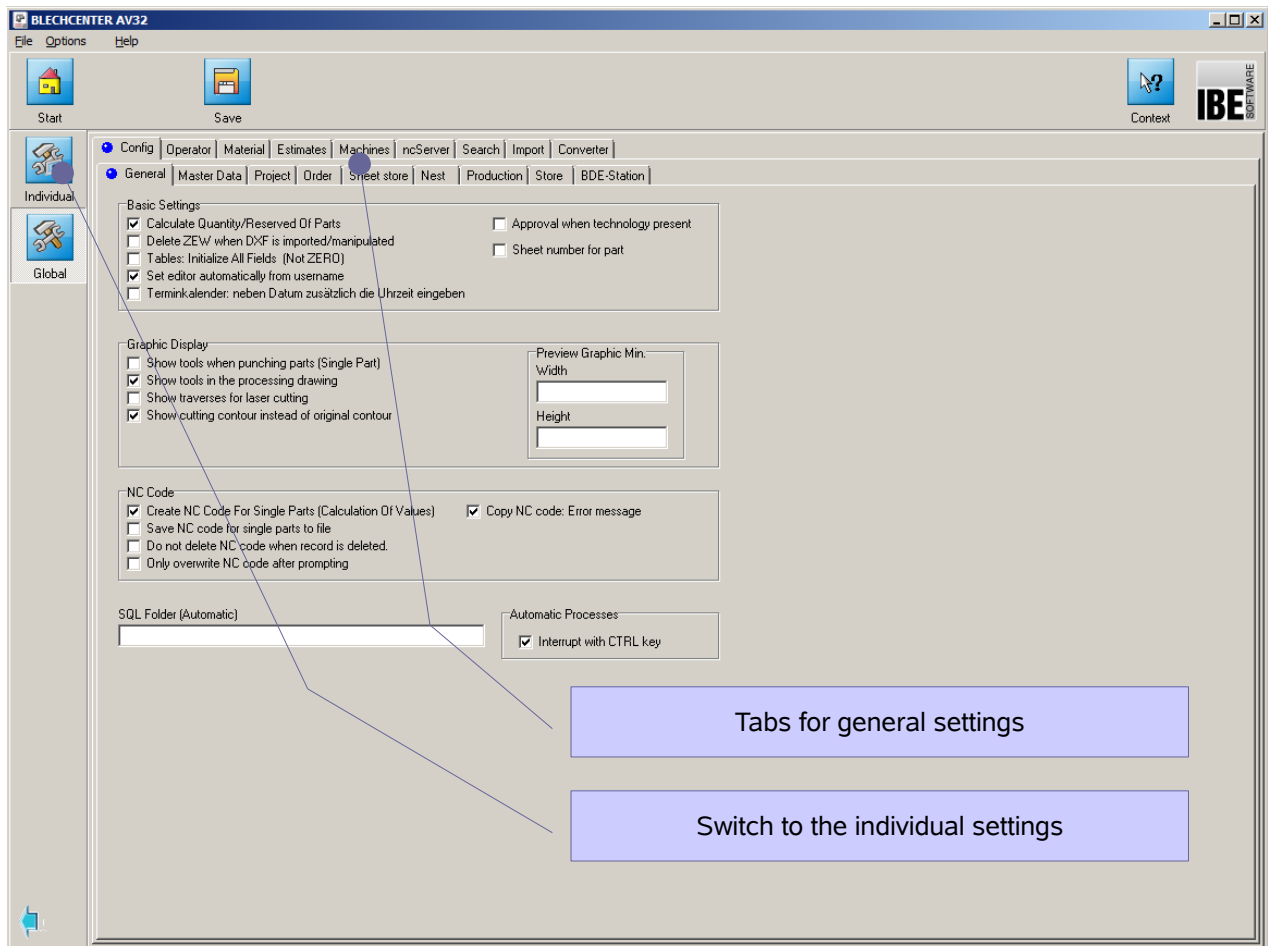 BLECHCENTER AV32
File Options Help
Start Save Context IBE SOFTWARE
Individual
Global
Config Operator Material Estimates Machines ncServer Search Import Converter
General Master Data Project Order Sheet store Nest Production Store BDE-Station
Basic Settings
Calculate Quantity/Reserved Of Parts
Delete ZEW when DXF is imported/manipulated
Tables: Initialize All Fields (Not ZERO)
Set editor automatically from username
Terminkalender: neben Datum zusätzlich die Uhrzeit eingeben
Approval when technology present
Sheet number for part
Graphic Display
Show tools when punching parts (Single Part)
Show tools in the processing drawing
Show traverses for laser cutting
Show cutting contour instead of original contour
Preview Graphic Min.
Width
Height
NC Code
Create NC Code For Single Parts (Calculation Of Values)
Save NC code for single parts to file
Do not delete NC code when record is deleted.
Only overwrite NC code after prompting
Copy NC code: Error message
SQL Folder (Automatic)
Automatic Processes
Interrupt with CTRL key
Tabs for general settings
Switch to the individual settings